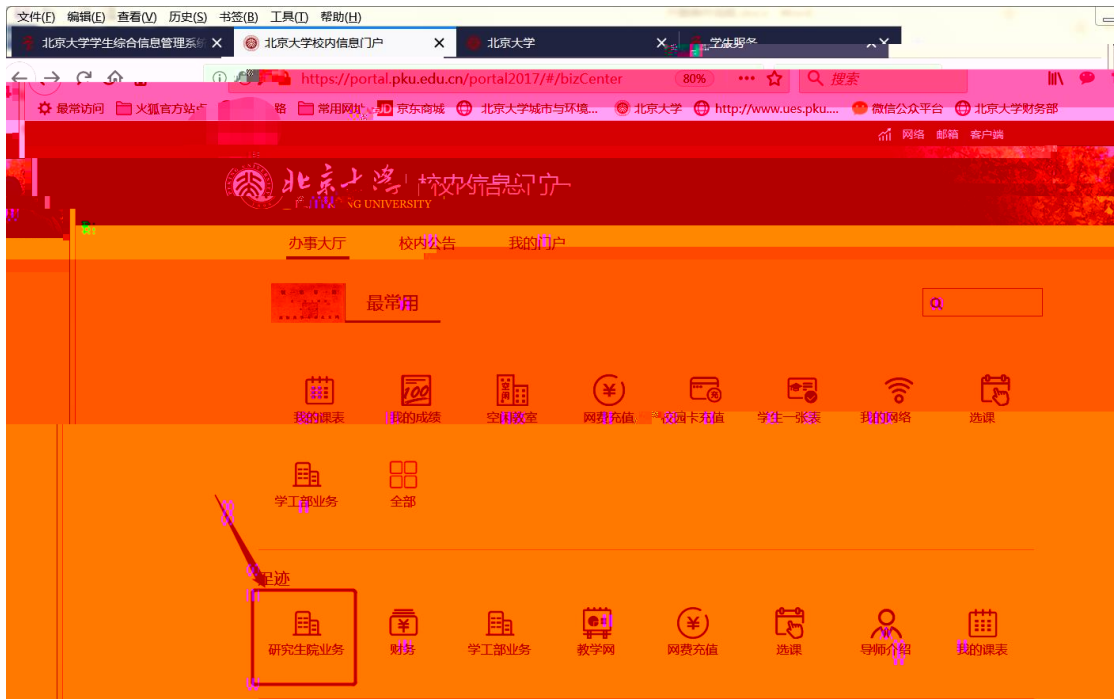 文件(F) 编辑(E) 查看(V) 历史(S) 书签(B) 工具(T) 帮助(H)
北京大学学生综合信息管理系统 北京大学校内信息门户 北京大学
https://portal.pku.edu.cn/portal2017/#/bizCenter 80% 搜索
最常访问 火狐官方站点 常用网址 JD 京东商城 北京大学城市与环境... 北京大学 http://www.ues.pku.... 微信公众平台 北京大学财务部
网络 邮箱 客户端
北京大学 校内信息门户
UNIVERSITY
办事大厅 校内公告 我的门户
最常用
我的课表 我的成绩 空闲教室 网费充值 校园卡充值 学生一张表 我的网络 选课
学工部业务 全部
足迹
研究生院业务 财务 学工部业务 教学网 网费充值 选课 导师介绍 我的课表